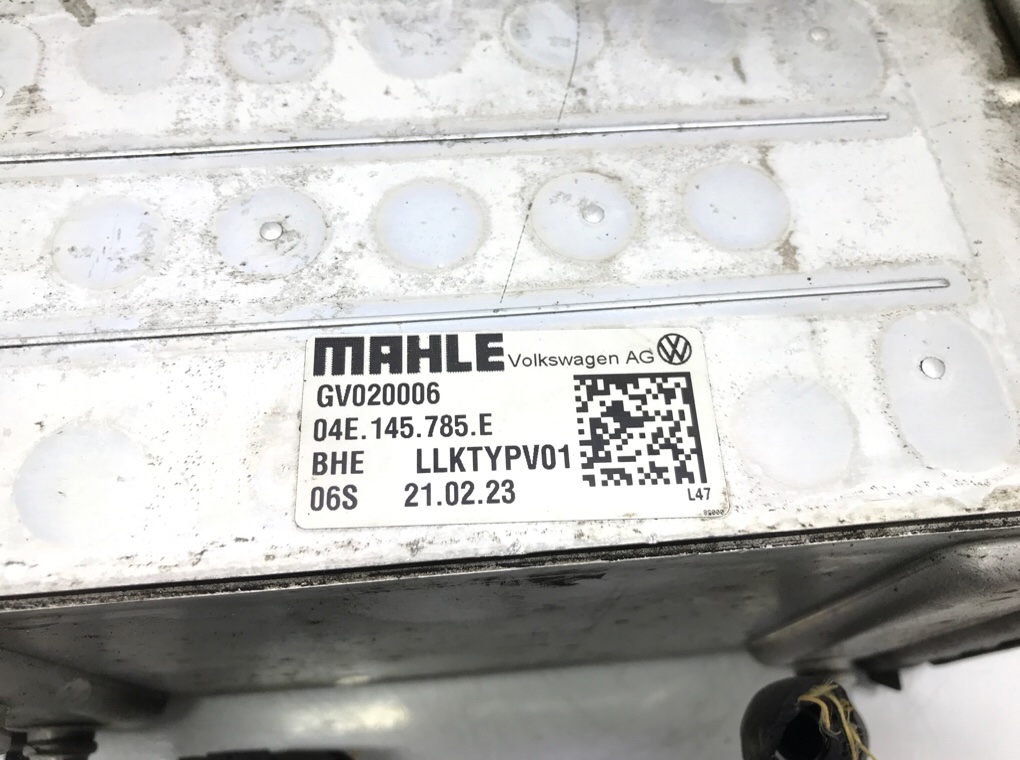 MAHLE Volkswagen AG
GV020006
04E.145.785.E
BHE LLKTYPV01
06S 21.02.23
L47